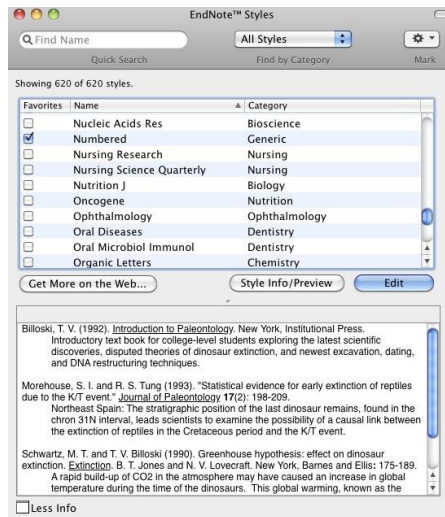 EndNote™ Styles
Find Name
All Styles
Quick Search
Find by Category
Mark
Showing 620 of 620 styles.
Favorites Name Category
Nucleic Acids Res Bioscience
Numbered Generic
Nursing Research Nursing
Nursing Science Quarterly Nursing
Nutrition J Biology
Oncogene Nutrition
Ophthalmology Ophthalmology
Oral Diseases Dentistry
Oral Microbiol Immunol Dentistry
Organic Letters Chemistry
Get More on the Web... Style Info/Preview Edit
Billoski, T. V. (1992). Introduction to Paleontology. New York, Institutional Press.
Introductory text book for college-level students exploring the latest scientific
discoveries, disputed theories of dinosaur extinction, and newest excavation, dating,
and DNA restructuring techniques.
Morehouse, S. I. and R. S. Tung (1993). "Statistical evidence for early extinction of reptiles
due to the K/T event." Journal of Paleontology 17(2): 198-209.
Northeast Spain: The stratigraphic position of the last dinosaur remains, found in the
chron 31N interval, leads scientists to examine the possibility of a causal link between
the extinction of reptiles in the Cretaceous period and the K/T event.
Schwartz, M. T. and T. V. Billoski (1990). Greenhouse hypothesis: effect on dinosaur
extinction. Extinction. B. T. Jones and N. V. Lovecraft. New York, Barnes and Ellis: 175-189.
A rapid build-up of CO2 in the atmosphere may have caused an increase in global
temperature during the time of the dinosaurs. This global warming, known as the
Less Info